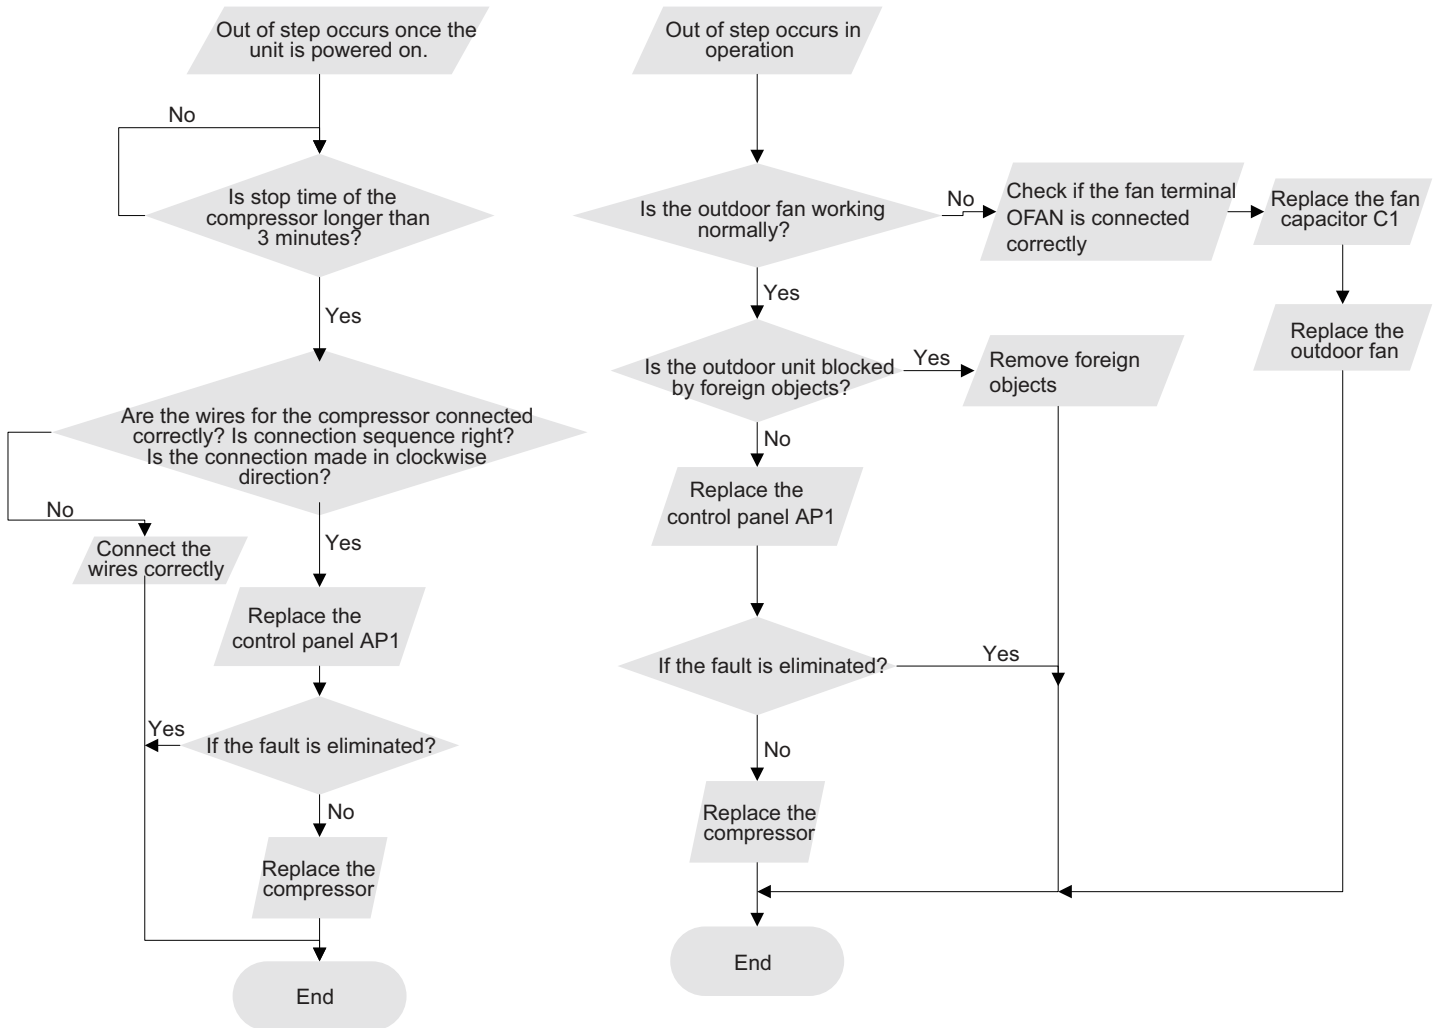 Out of step occurs once the
unit is powered on.
No
Is stop time of the
compressor longer than
3 minutes?
Yes
Are the wires for the compressor connected
correctly? Is connection sequence right?
Is the connection made in clockwise
direction?
No
Connect the
wires correctly
Yes
Replace the
control panel AP1
Yes
If the fault is eliminated?
No
Replace the
compressor
End
Out of step occurs in
operation
Is the outdoor fan working
normally?
No
Check if the fan terminal
OFAN is connected
correctly
Replace the fan
capacitor C1
Replace the
outdoor fan
Yes
Is the outdoor unit blocked
by foreign objects?
Yes
Remove foreign
objects
No
Replace the
control panel AP1
If the fault is eliminated?
Yes
No
Replace the
compressor
End